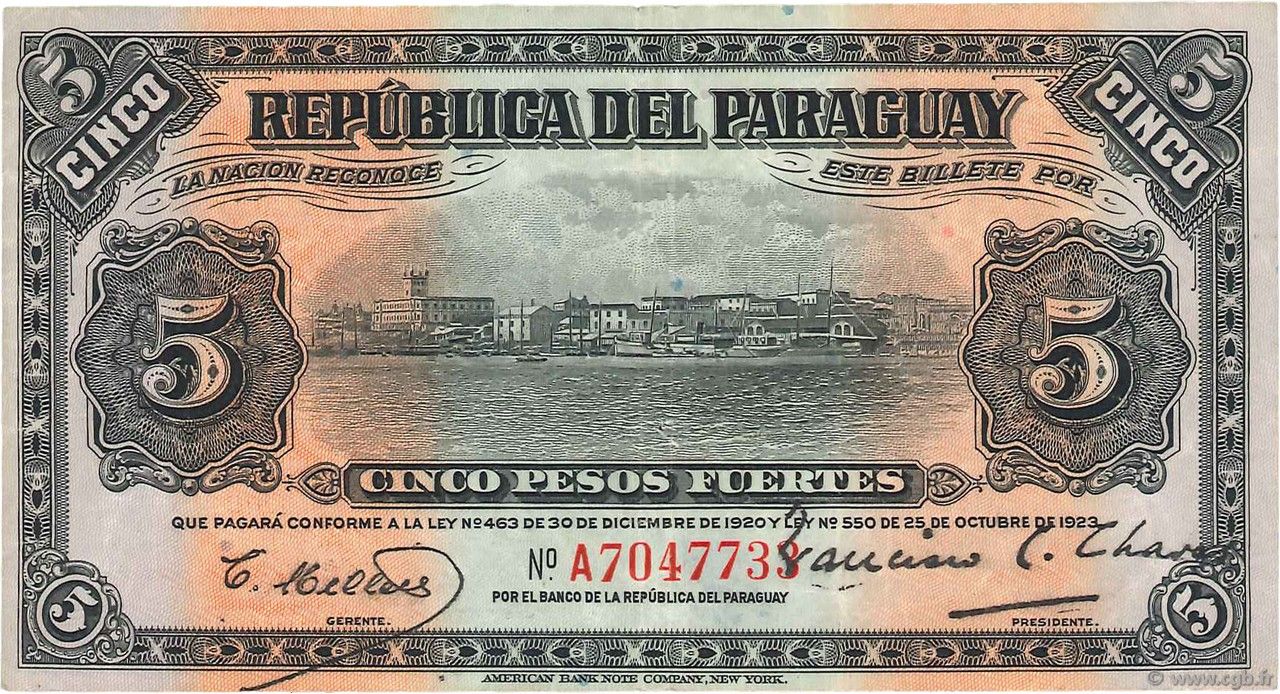 5 5
CINCO CINCO
REPÚBLICA DEL PARAGUAY
LA NACION RECONOCE ESTE BILLETE POR
5 5
CINCO PESOS FUERTES
QUE PAGARÁ CONFORME A LA LEY Nº 463 DE 30 DE DICIEMBRE DE 1920 Y LEY Nº 550 DE 25 DE OCTUBRE DE 1923
Nº A7047733
POR EL BANCO DE LA REPÚBLICA DEL PARAGUAY
GERENTE. PRESIDENTE.
5 5
AMERICAN BANK NOTE COMPANY, NEW YORK.
© www.cgb.fr